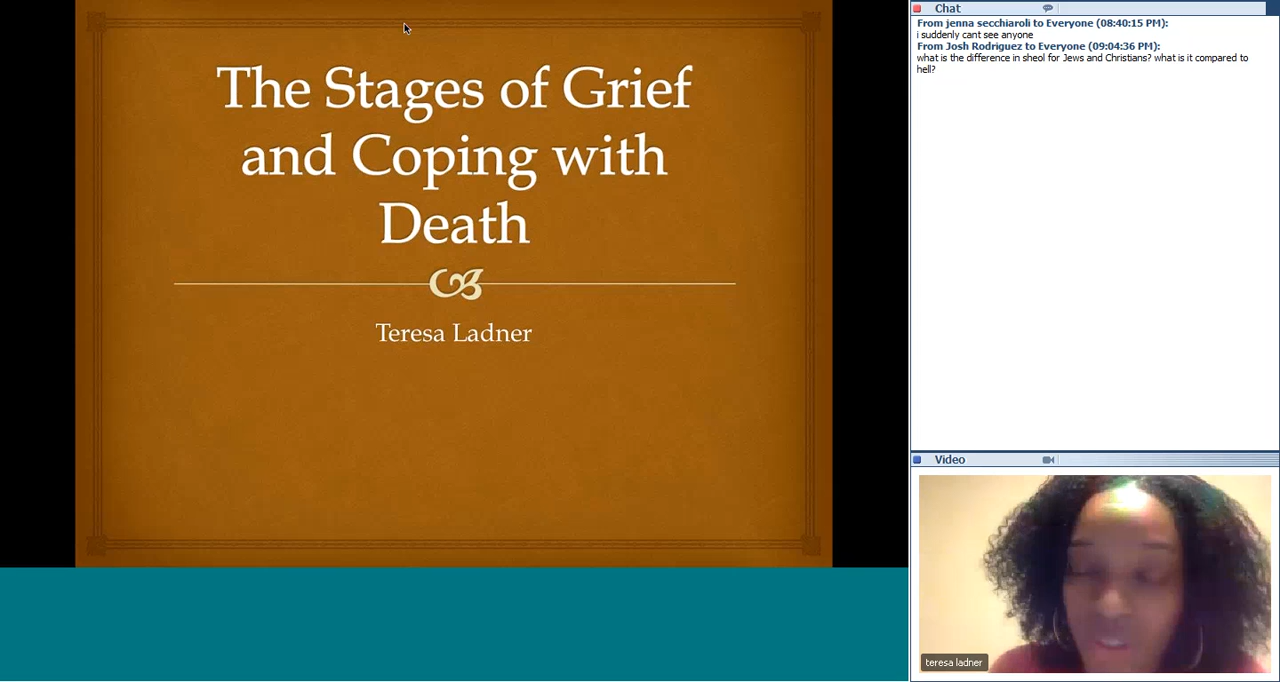 The Stages of Grief
and Coping with
Death
Teresa Ladner
Chat
From jenna secchiaroli to Everyone (08:40:15 PM):
i suddenly cant see anyone
From Josh Rodriguez to Everyone (09:04:36 PM):
what is the difference in sheol for Jews and Christians? what is it compared to
hell?
Video
teresa ladner